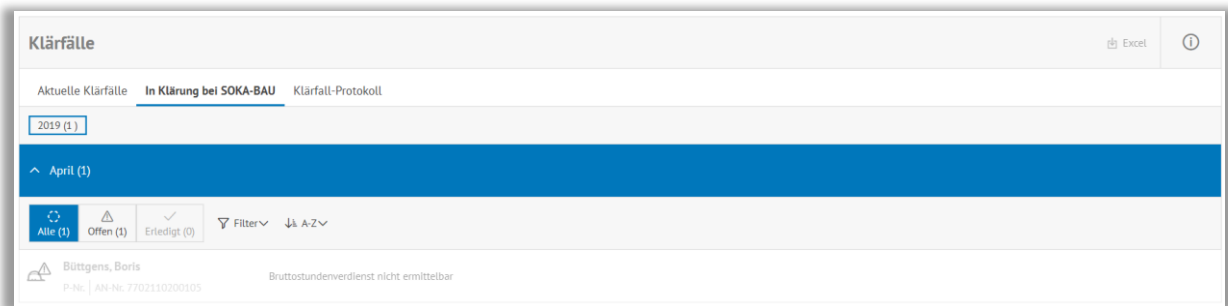 Klärfälle
Excel
Aktuelle Klärfälle In Klärung bei SOKA-BAU Klärfall-Protokoll
2019 (1 )
April (1)
Alle (1) Offen (1) Erledigt (0) Filter A-Z
Büttgens, Boris
Bruttostundenverdienst nicht ermittelbar
P-Nr. | AN-Nr. 7702110200105